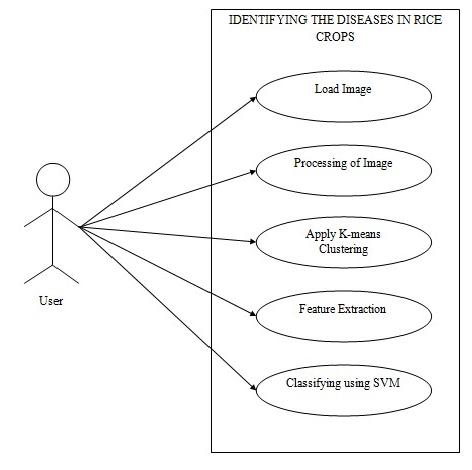 IDENTIFYING THE DISEASES IN RICE
CROPS
Load Image
Processing of Image
Apply K-means
Clustering
Feature Extraction
Classifying using SVM
User